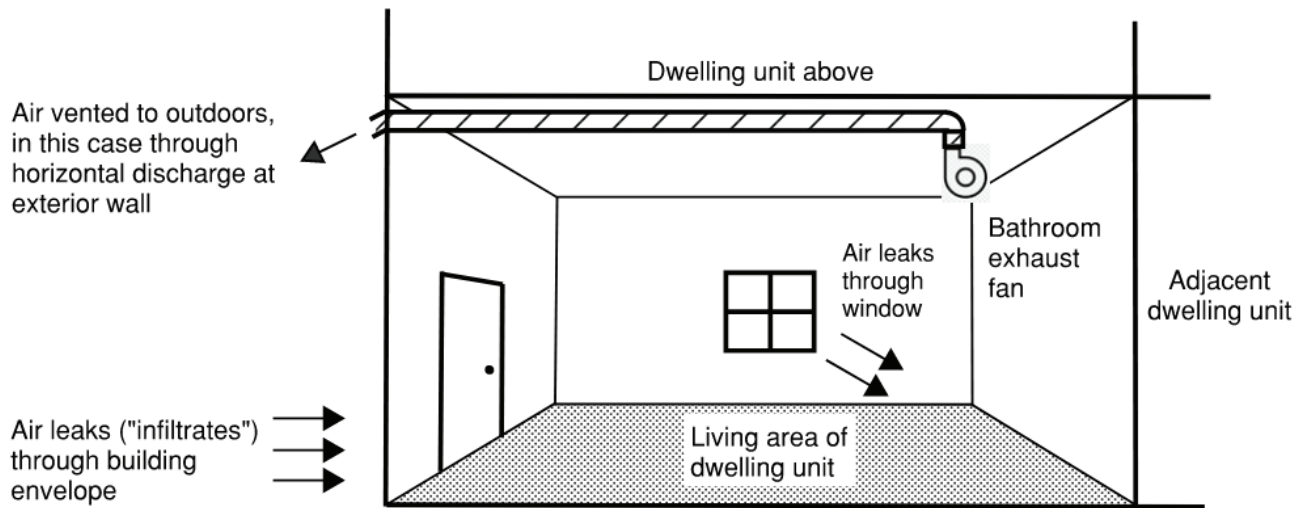 Dwelling unit above
Air vented to outdoors,
in this case through
horizontal discharge at
exterior wall
Bathroom
exhaust
fan
Air leaks
through
window
Adjacent
dwelling unit
Air leaks ("infiltrates")
through building
envelope
Living area of
dwelling unit